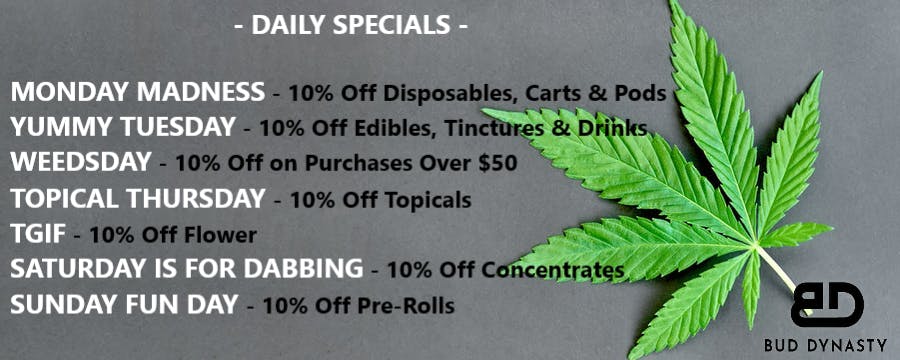 - DAILY SPECIALS -
MONDAY MADNESS - 10% Off Disposables, Carts & Pods
YUMMY TUESDAY - 10% Off Edibles, Tinctures & Drinks
WEEDSDAY - 10% Off on Purchases Over $50
TOPICAL THURSDAY - 10% Off Topicals
TGIF - 10% Off Flower
SATURDAY IS FOR DABBING - 10% Off Concentrates
SUNDAY FUN DAY - 10% Off Pre-Rolls
BD
BUD DYNASTY